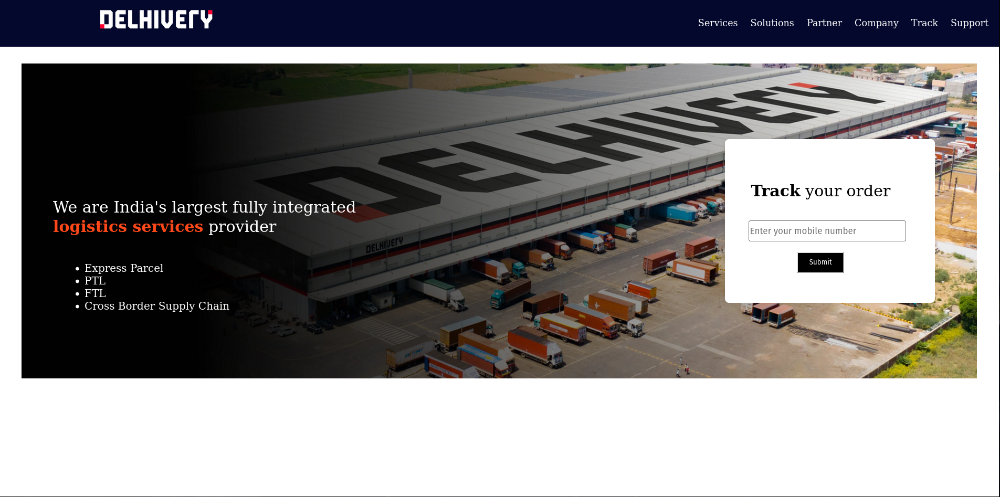 DELHIVERY
Services Solutions Partner Company Track Support
DELHIVERY
We are India's largest fully integrated
logistics services provider
DELHIVERY
• Express Parcel
• PTL
• FTL
• Cross Border Supply Chain
Track your order
Enter your mobile number
Submit